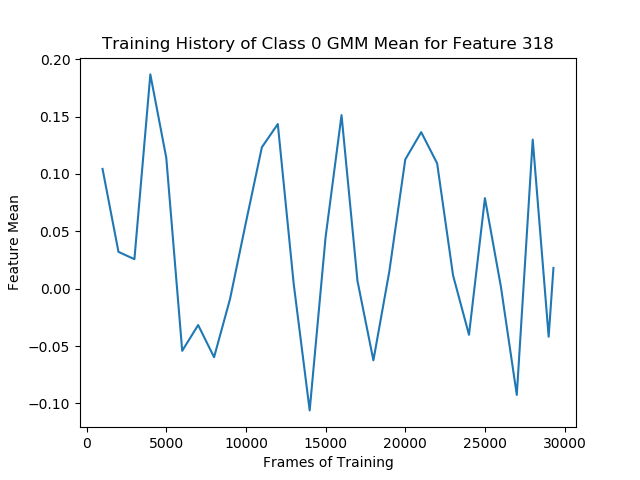 Training History of Class 0 GMM Mean for Feature 318
0.20
0.15
0.10
0.05
0.00
−0.05
−0.10
Feature Mean
0 5000 10000 15000 20000 25000 30000
Frames of Training